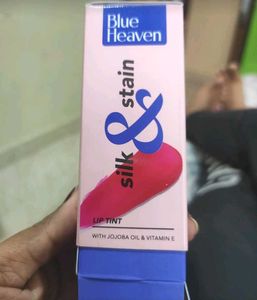 Blue
Heaven
silk & stain
LIP TINT
WITH JOJOBA OIL & VITAMIN E